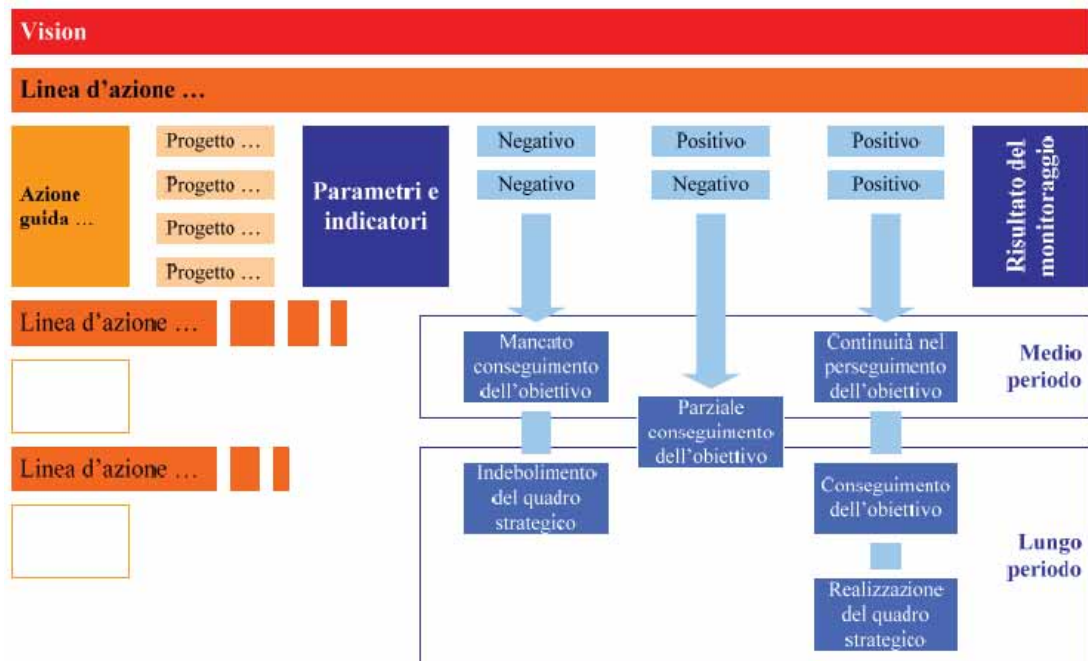 Vision
Linea d'azione …
Azione
guida …
Progetto …
Progetto …
Progetto …
Progetto …
Parametri e
indicatori
Negativo
Negativo
Positivo
Negativo
Positivo
Positivo
Risultato del
monitoraggio
Linea d'azione …
Mancato
conseguimento
dell'obiettivo
Parziale
conseguimento
dell'obiettivo
Continuità nel
perseguimento
dell'obiettivo
Medio
periodo
Linea d'azione …
Indebolimento
del quadro
strategico
Conseguimento
dell'obiettivo
Realizzazione
del quadro
strategico
Lungo
periodo